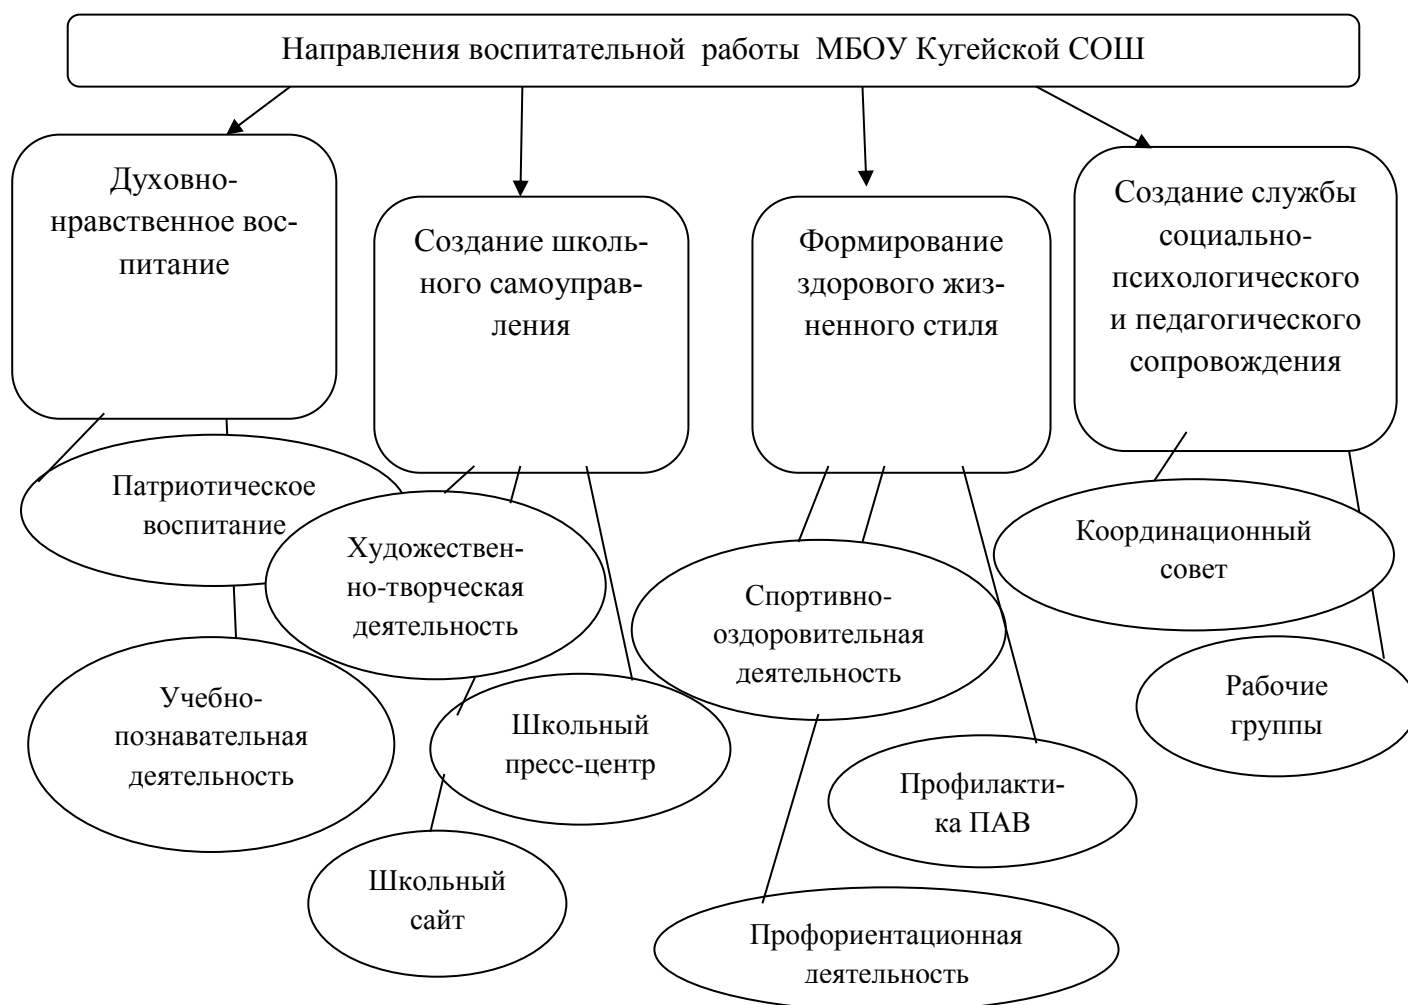 Направления воспитательной работы МБОУ Кугейской СОШ
Духовно-
нравственное вос-
питание
Создание школь-
ного самоуправ-
ления
Формирование
здорового жиз-
ненного стиля
Создание службы
социально-
психологического
и педагогического
сопровождения
Патриотическое
воспитание
Художествен-
но-творческая
деятельность
Спортивно-
оздоровительная
деятельность
Координационный
совет
Учебно-
познавательная
деятельность
Школьный
пресс-центр
Рабочие
группы
Профилакти-
ка ПАВ
Школьный
сайт
Профориентационная
деятельность